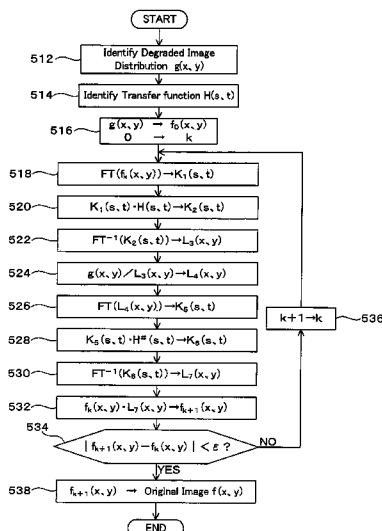 START
512
Identify Degraded Image
Distribution g(x, y)
514
Identify Transfer function H(s、t)
516
g(x、y) → f₀(x、y)
0 → k
518
FT(fₖ(x、y))→K₁(s、t)
520
K₁(s、t)・H(s、t)→K₂(s、t)
522
FT⁻¹(K₂(s、t))→L₃(x、y)
524
g(x、y)／L₃(x、y)→L₄(x、y)
526
FT(L₄(x、y))→K₅(s、t)
k+1→k
536
528
K₅(s、t)・H#(s、t)→K₆(s、t)
530
FT⁻¹(K₆(s、t))→L₇(x、y)
532
fₖ(x、y)・L₇(x、y)→fₖ₊₁(x、y)
534
| fₖ₊₁(x、y)−fₖ(x、y) | < ε ?
NO
YES
538
fₖ₊₁(x、y) → Original Image f(x、y)
END